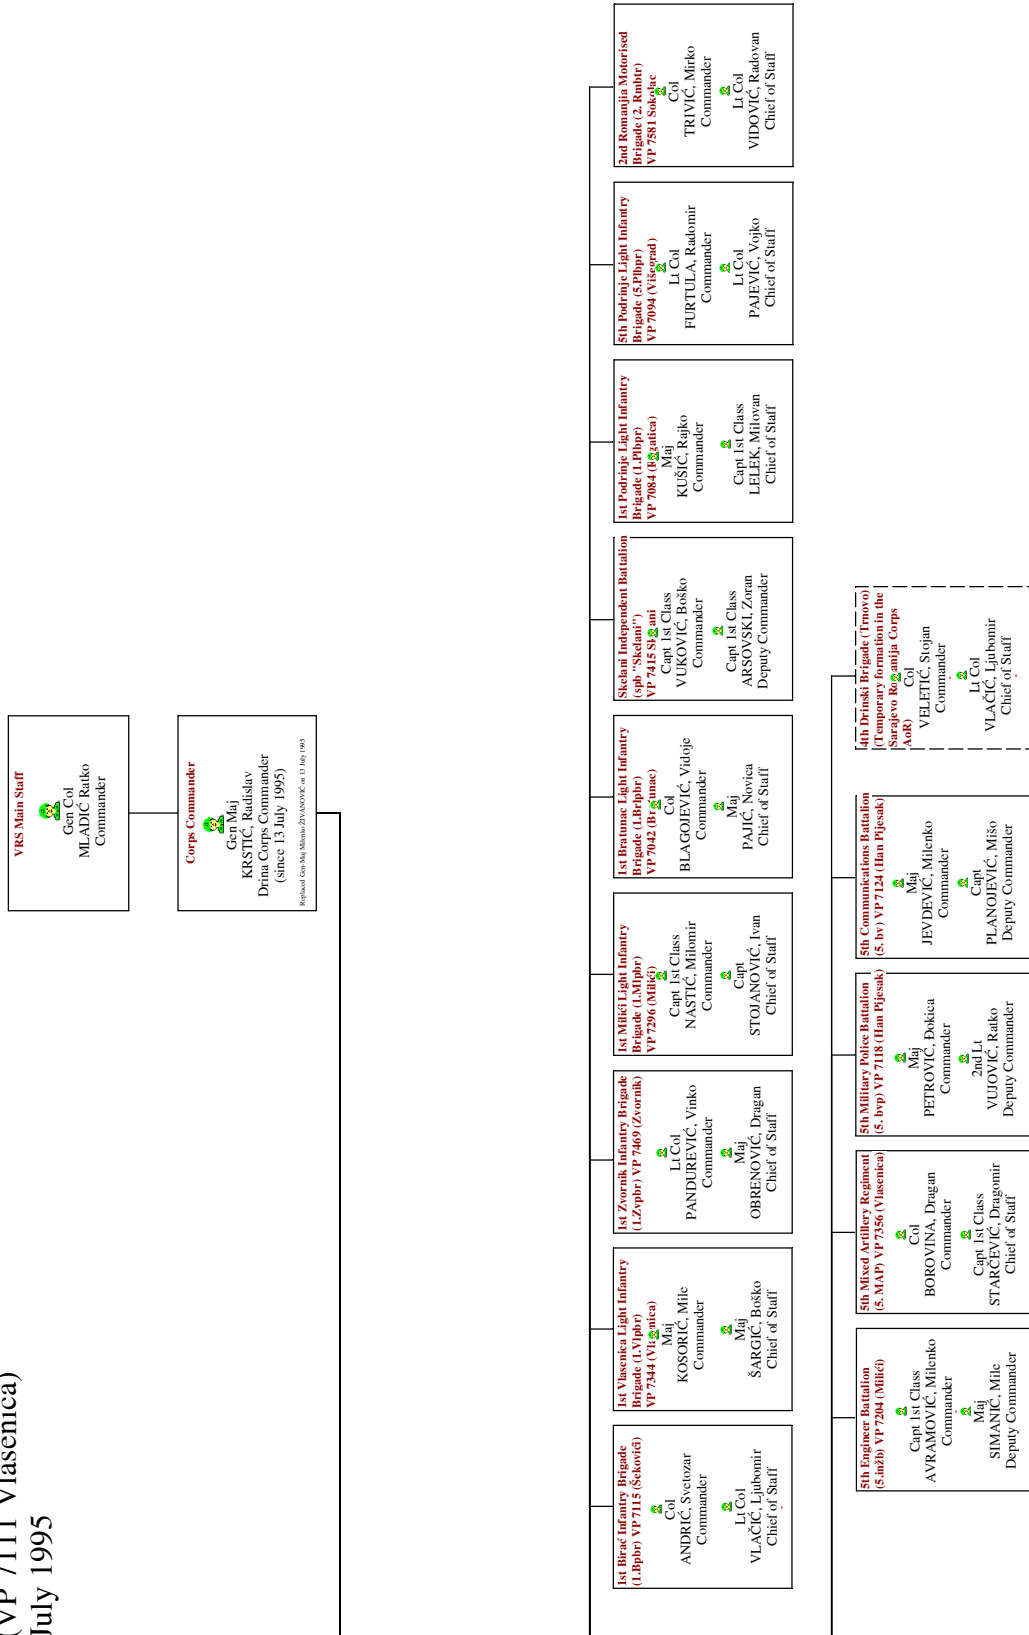 (VP 7111 Vlasenica)
July 1995
VRS Main Staff
Gen Col
MLADIĆ Ratko
Commander
Corps Commander
Gen Maj
KRSTIĆ, Radislav
Drina Corps Commander
(since 13 July 1995)
Replaced Gen-Maj Milenko ŽIVANOVIĆ on 13 July 1995
1st Birač Infantry Brigade
(1.Bpbr) VP 7115 (Šekovići)
Col
ANDRIĆ, Svetozar
Commander
Lt Col
VLAČIĆ, Ljubomir
Chief of Staff
1st Vlasenica Light Infantry
Brigade (1.Vlpbr)
VP 7344 (Vlasenica)
Maj
KOSORIĆ, Mile
Commander
Maj
ŠARGIĆ, Boško
Chief of Staff
1st Zvornik Infantry Brigade
(1.Zvpbr) VP 7469 (Zvornik)
Lt Col
PANDUREVIĆ, Vinko
Commander
Maj
OBRENOVIĆ, Dragan
Chief of Staff
1st Milići Light Infantry
Brigade (1.Mlpbr)
VP 7296 (Milići)
Capt 1st Class
NASTIĆ, Milomir
Commander
Capt
STOJANOVIĆ, Ivan
Chief of Staff
1st Bratunac Light Infantry
Brigade (1.Brlpbr)
VP 7042 (Bratunac)
Col
BLAGOJEVIĆ, Vidoje
Commander
Maj
PAJIĆ, Novica
Chief of Staff
Skelani Independent Battalion
(spb "Skelani")
VP 7415 Skelani
Capt 1st Class
VUKOVIĆ, Boško
Commander
Capt 1st Class
ARSOVSKI, Zoran
Deputy Commander
1st Podrinje Light Infantry
Brigade (1.Plbpr)
VP 7084 (Rogatica)
Maj
KUŠIĆ, Rajko
Commander
Capt 1st Class
LELEK, Milovan
Chief of Staff
5th Podrinje Light Infantry
Brigade (5.Plbpr)
VP 7094 (Višegrad)
Lt Col
FURTULA, Radomir
Commander
Lt Col
PAJEVIĆ, Vojko
Chief of Staff
2nd Romanjia Motorised
Brigade (2. Rmbtr)
VP 7581 Sokolac
Col
TRIVIĆ, Mirko
Commander
Lt Col
VIDOVIĆ, Radovan
Chief of Staff
5th Engineer Battalion
(5.inžb) VP 7204 (Milići)
Capt 1st Class
AVRAMOVIĆ, Milenko
Commander
Maj
SIMANIĆ, Mile
Deputy Commander
5th Mixed Artillery Regiment
(5. MAP) VP 7356 (Vlasenica)
Col
BOROVINA, Dragan
Commander
Capt 1st Class
STARČEVIĆ, Dragomir
Chief of Staff
5th Military Police Battalion
(5. bvp) VP 7118 (Han Pijesak)
Maj
PETROVIĆ, Đokica
Commander
2nd Lt
VUJOVIĆ, Ratko
Deputy Commander
5th Communications Battalion
(5. bv) VP 7124 (Han Pijesak)
Maj
JEVDEVIĆ, Milenko
Commander
Capt
PLANOJEVIĆ, Mišo
Deputy Commander
4th Drinski Brigade (Trnovo)
(Temporary formation in the
Sarajevo Romanija Corps
AoR)
Col
VELETIĆ, Stojan
Commander
Lt Col
VLAČIĆ, Ljubomir
Chief of Staff